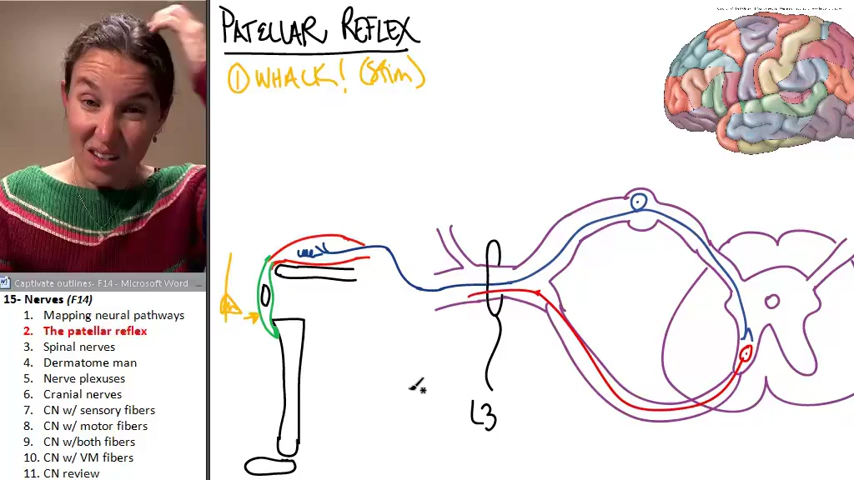 PATELLAR REFLEX
① WHACK! (Stim)
L3
Captivate outlines- F14 - Microsoft Word
15- Nerves (F14)
1. Mapping neural pathways
2. The patellar reflex
3. Spinal nerves
4. Dermatome man
5. Nerve plexuses
6. Cranial nerves
7. CN w/ sensory fibers
8. CN w/ motor fibers
9. CN w/both fibers
10. CN w/ VM fibers
11. CN review